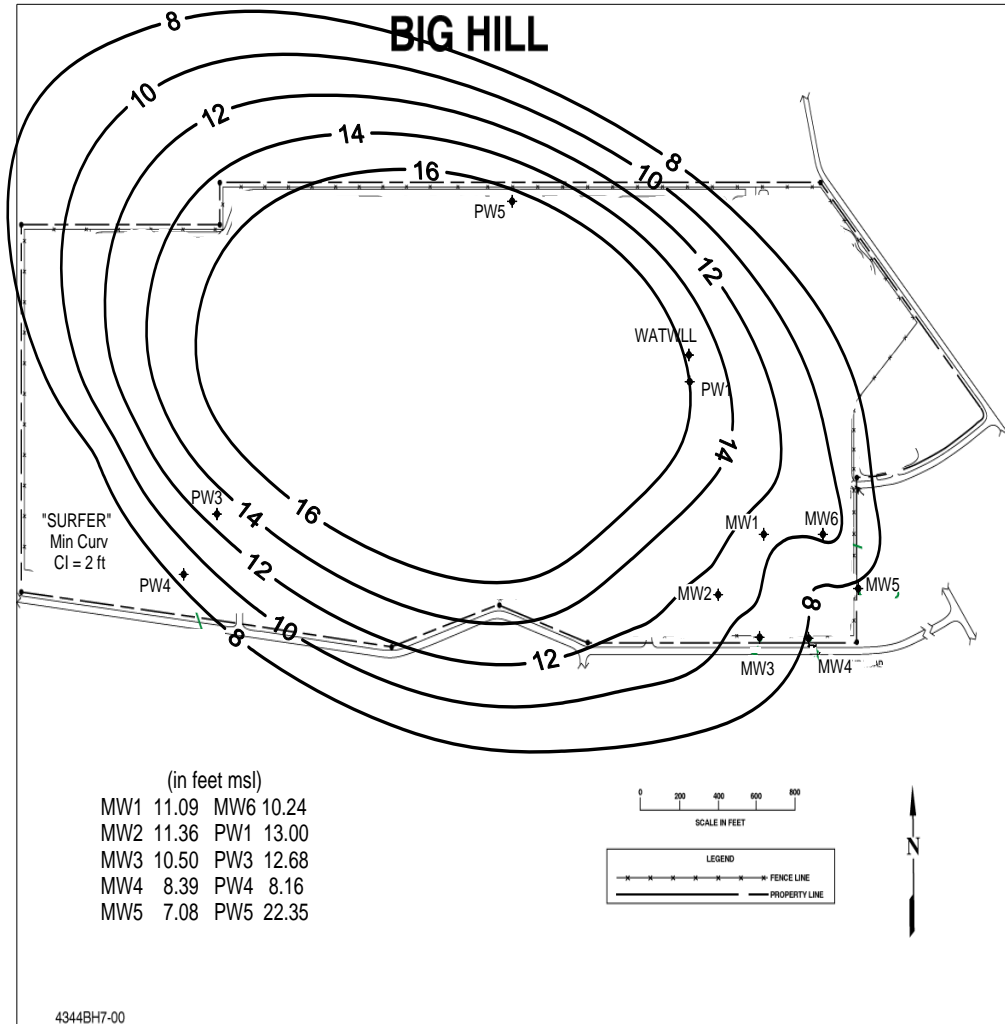 BIG HILL
8
10
12
14
16
8
10
12
PW5
WATWLL
PW1
14
PW3
14
16
"SURFER"
Min Curv
CI = 2 ft
12
MW1
MW6
PW4
MW2
MW5
8
10
8
12
MW3
MW4
(in feet msl)
MW1 11.09 MW6 10.24
MW2 11.36 PW1 13.00
MW3 10.50 PW3 12.68
MW4 8.39 PW4 8.16
MW5 7.08 PW5 22.35
0 200 400 600 800
SCALE IN FEET
N
LEGEND
FENCE LINE
PROPERTY LINE
4344BH7-00